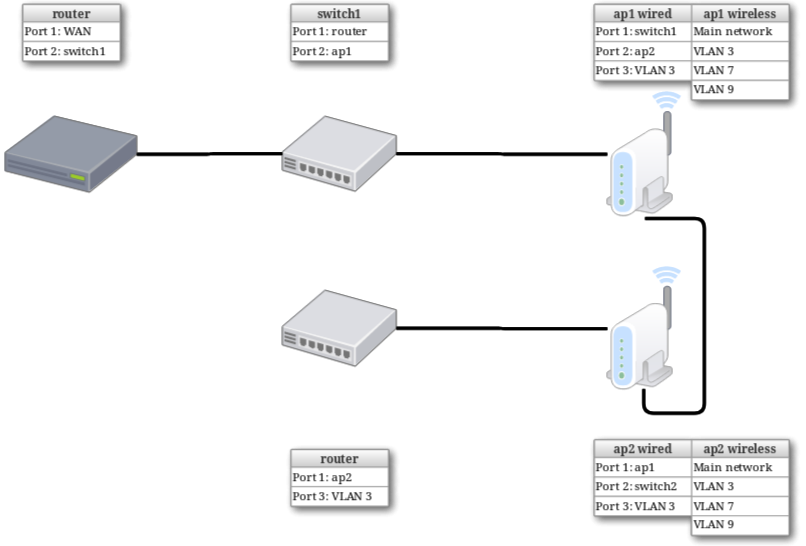 router
Port 1: WAN
Port 2: switch1
switch1
Port 1: router
Port 2: ap1
ap1 wired ap1 wireless
Port 1: switch1 Main network
Port 2: ap2 VLAN 3
Port 3: VLAN 3 VLAN 7
VLAN 9
router
Port 1: ap2
Port 3: VLAN 3
ap2 wired ap2 wireless
Port 1: ap1 Main network
Port 2: switch2 VLAN 3
Port 3: VLAN 3 VLAN 7
VLAN 9